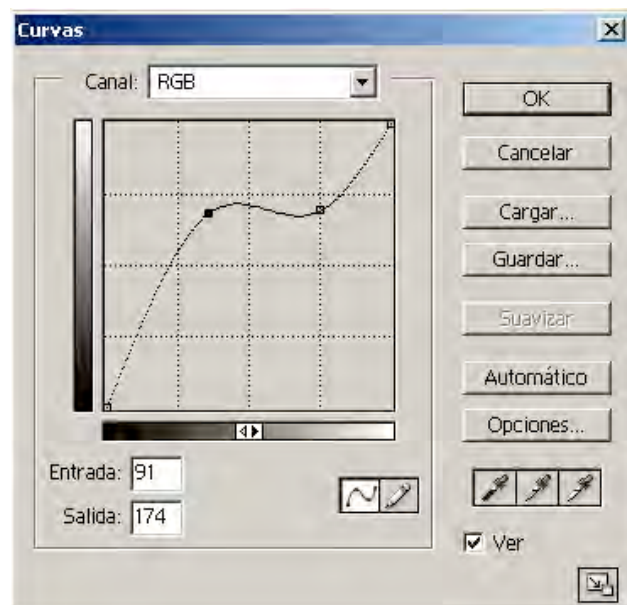 Curvas
Canal: RGB
OK
Cancelar
Cargar...
Guardar...
Suavizar
Automático
Opciones...
Entrada: 91
Salida: 174
Ver